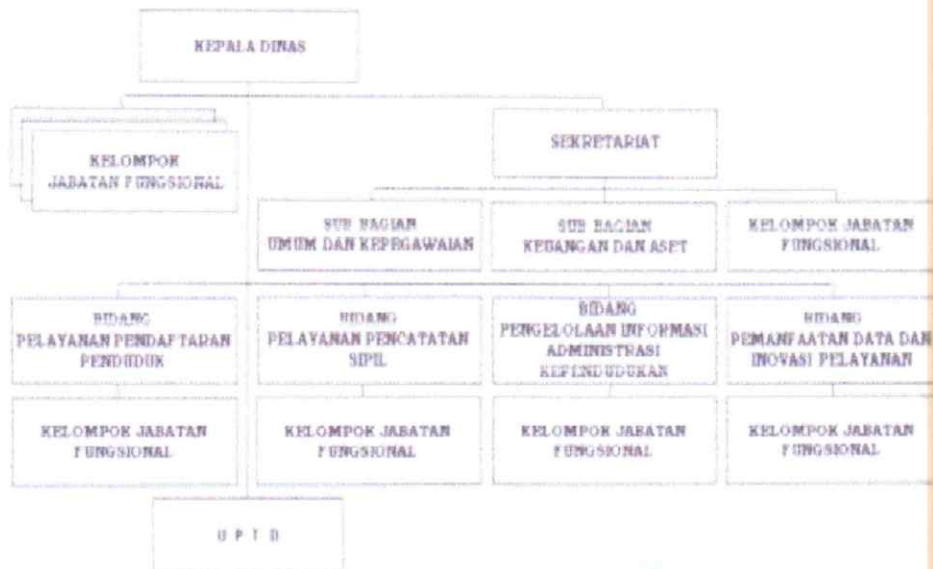 KEPALA DINAS
KELOMPOK
JABATAN FUNGSIONAL
SEKRETARIAT
SUB BAGIAN
UMUM DAN KEPEGAWAIAN
SUB BAGIAN
KEUANGAN DAN ASET
KELOMPOK JABATAN
FUNGSIONAL
BIDANG
PELAYANAN PENDAFTARAN
PENDUDUK
BIDANG
PELAYANAN PENCATATAN
SIPIL
BIDANG
PENGELOLAAN INFORMASI
ADMINISTRASI
KEPENDUDUKAN
BIDANG
PEMANFAATAN DATA DAN
INOVASI PELAYANAN
KELOMPOK JABATAN
FUNGSIONAL
KELOMPOK JABATAN
FUNGSIONAL
KELOMPOK JABATAN
FUNGSIONAL
KELOMPOK JABATAN
FUNGSIONAL
U P T D